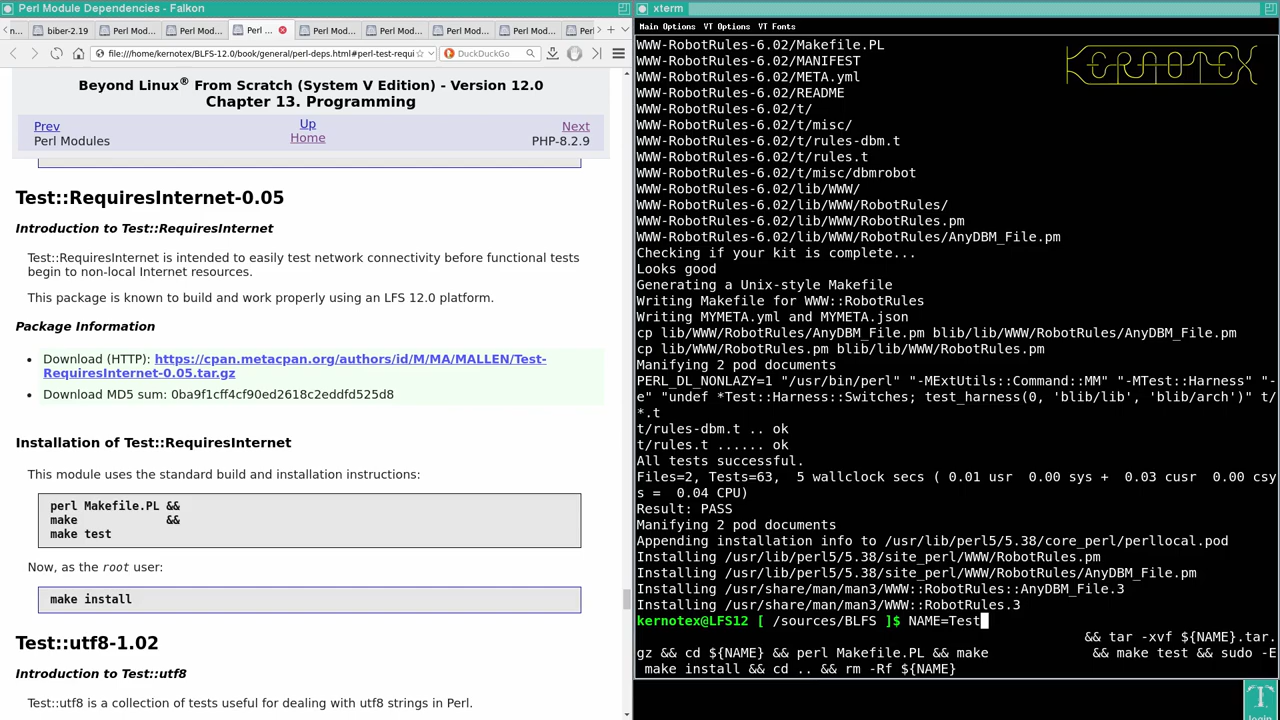 Perl Module Dependencies - Falkon
n...
biber-2.19
Perl Mod...
Perl Mod...
Perl ...
Perl Mod...
Perl Mod...
Perl Mod...
Perl Mod...
Per
file:///home/kernotex/BLFS-12.0/book/general/perl-deps.html#perl-test-requi
DuckDuckGo
Beyond Linux® From Scratch (System V Edition) - Version 12.0
Chapter 13. Programming
Prev
Up
Next
Perl Modules
Home
PHP-8.2.9
Test::RequiresInternet-0.05
Introduction to Test::RequiresInternet
Test::RequiresInternet is intended to easily test network connectivity before functional tests
begin to non-local Internet resources.
This package is known to build and work properly using an LFS 12.0 platform.
Package Information
• Download (HTTP): https://cpan.metacpan.org/authors/id/M/MA/MALLEN/Test-
RequiresInternet-0.05.tar.gz
• Download MD5 sum: 0ba9f1cff4cf90ed2618c2eddfd525d8
Installation of Test::RequiresInternet
This module uses the standard build and installation instructions:
perl Makefile.PL &&
make             &&
make test
Now, as the root user:
make install
Test::utf8-1.02
Introduction to Test::utf8
Test::utf8 is a collection of tests useful for dealing with utf8 strings in Perl.
xterm
Main Options VT Options VT Fonts
KERNOTEX
WWW-RobotRules-6.02/Makefile.PL
WWW-RobotRules-6.02/MANIFEST
WWW-RobotRules-6.02/META.yml
WWW-RobotRules-6.02/README
WWW-RobotRules-6.02/t/
WWW-RobotRules-6.02/t/misc/
WWW-RobotRules-6.02/t/rules-dbm.t
WWW-RobotRules-6.02/t/rules.t
WWW-RobotRules-6.02/t/misc/dbmrobot
WWW-RobotRules-6.02/lib/WWW/
WWW-RobotRules-6.02/lib/WWW/RobotRules/
WWW-RobotRules-6.02/lib/WWW/RobotRules.pm
WWW-RobotRules-6.02/lib/WWW/RobotRules/AnyDBM_File.pm
Checking if your kit is complete...
Looks good
Generating a Unix-style Makefile
Writing Makefile for WWW::RobotRules
Writing MYMETA.yml and MYMETA.json
cp lib/WWW/RobotRules/AnyDBM_File.pm blib/lib/WWW/RobotRules/AnyDBM_File.pm
cp lib/WWW/RobotRules.pm blib/lib/WWW/RobotRules.pm
Manifying 2 pod documents
PERL_DL_NONLAZY=1 "/usr/bin/perl" "-MExtUtils::Command::MM" "-MTest::Harness" "-
e" "undef *Test::Harness::Switches; test_harness(0, 'blib/lib', 'blib/arch')" t/
*.t
t/rules-dbm.t .. ok
t/rules.t ...... ok
All tests successful.
Files=2, Tests=63,  5 wallclock secs ( 0.01 usr  0.00 sys +  0.03 cusr  0.00 csy
s =  0.04 CPU)
Result: PASS
Manifying 2 pod documents
Appending installation info to /usr/lib/perl5/5.38/core_perl/perllocal.pod
Installing /usr/lib/perl5/5.38/site_perl/WWW/RobotRules.pm
Installing /usr/lib/perl5/5.38/site_perl/WWW/RobotRules/AnyDBM_File.pm
Installing /usr/share/man/man3/WWW::RobotRules::AnyDBM_File.3
Installing /usr/share/man/man3/WWW::RobotRules.3
kernotex@LFS12 [ /sources/BLFS ]$ NAME=Test
&& tar -xvf ${NAME}.tar.
gz && cd ${NAME} && perl Makefile.PL && make             && make test && sudo -E
 make install && cd .. && rm -Rf ${NAME}
login